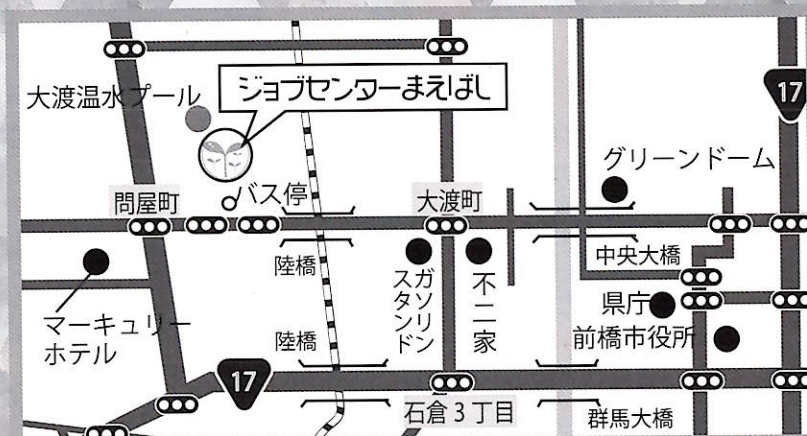 大渡温水プール
ジョブセンターまえばし
17
グリーンドーム
問屋町
バス停
大渡町
中央大橋
陸橋
ガソリン
スタンド
不二家
県庁
前橋市役所
マーキュリー
ホテル
陸橋
17
石倉3丁目
群馬大橋